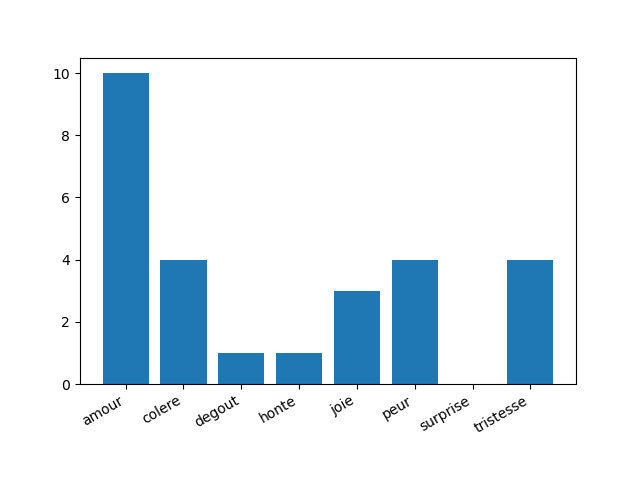 10
8
6
4
2
0
amour
colere
degout
honte
joie
peur
surprise
tristesse